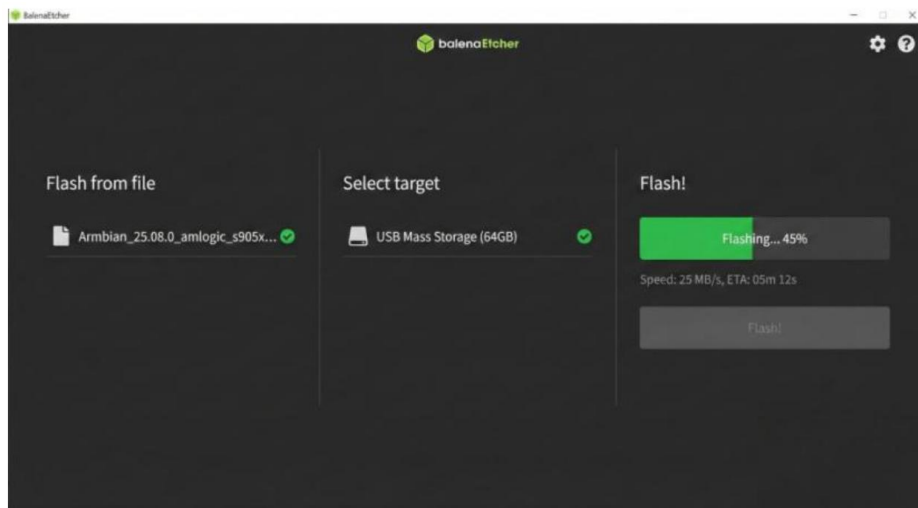 BalenaEtcher
balenaEtcher
Flash from file
Armbian_25.08.0_amlogic_s905x...
Select target
USB Mass Storage (64GB)
Flash!
Flashing... 45%
Speed: 25 MB/s, ETA: 05m 12s
Flash!